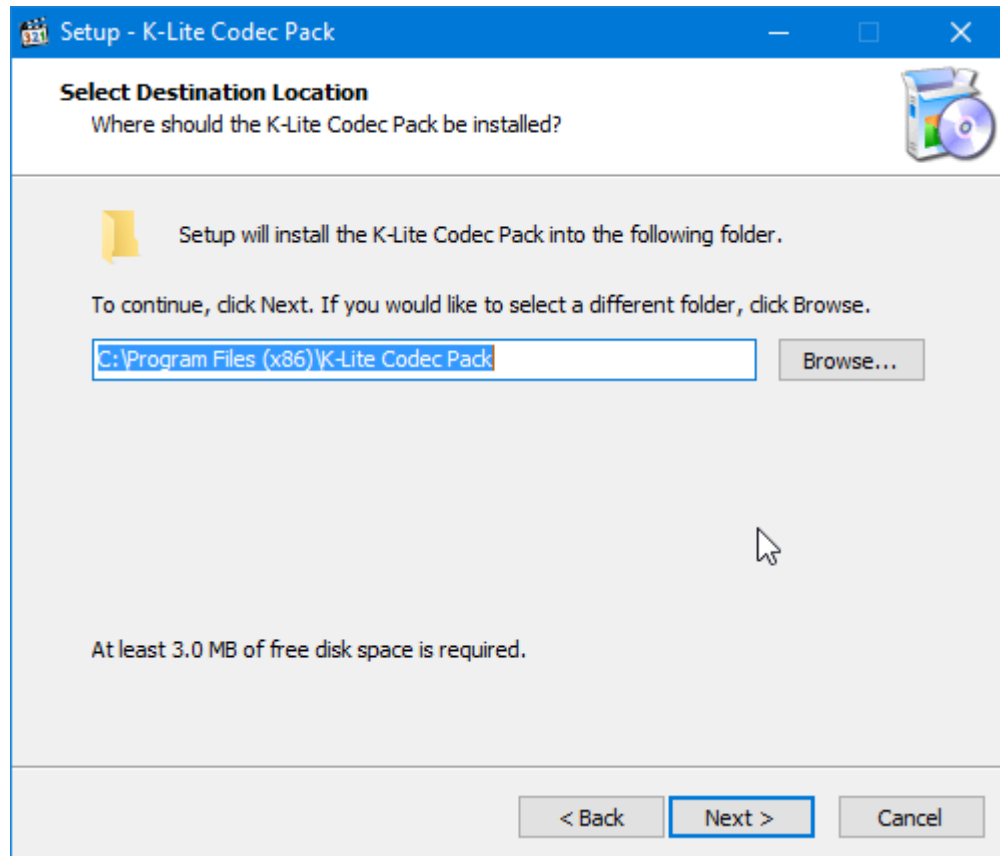 Setup - K-Lite Codec Pack
Select Destination Location
Where should the K-Lite Codec Pack be installed?
Setup will install the K-Lite Codec Pack into the following folder.
To continue, click Next. If you would like to select a different folder, click Browse.
C:\Program Files (x86)\K-Lite Codec Pack
Browse...
At least 3.0 MB of free disk space is required.
< Back
Next >
Cancel